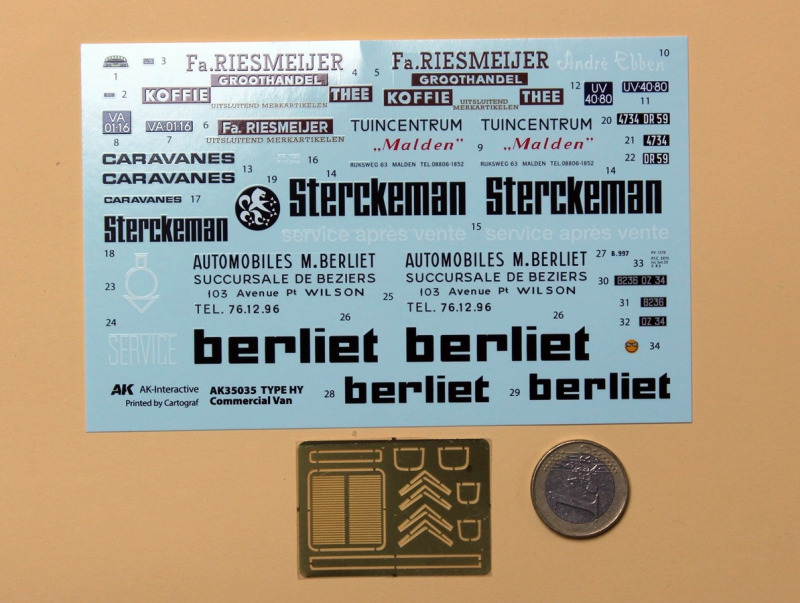 Fa. RIESMEIJER
GROOTHANDEL
KOFFIE THEE
UITSLUITEND MERKARTIKELEN
1
3
2
4
5
Fa. RIESMEIJER
GROOTHANDEL
KOFFIE THEE
UITSLUITEND MERKARTIKELEN
André Ebben
10
12
UV
40·80
UV·40·80
11
VA
01·16
8
VA·01·16
7
6
Fa. RIESMEIJER
TUINCENTRUM
„Malden”
RIJKSWEG 63 MALDEN TEL. 08806-1852
9
TUINCENTRUM
„Malden”
RIJKSWEG 63 MALDEN TEL. 08806-1852
20
4734 DR 59
21
4734
22
DR 59
CARAVANES
CARAVANES
13
16
14
14
CARAVANES
17
19
Sterckeman
18
Sterckeman
service après vente
15
Sterckeman
service après vente
23
24
SERVICE
AUTOMOBILES M. BERLIET
SUCCURSALE DE BEZIERS
103 Avenue Pt WILSON
TEL. 76.12.96
25
AUTOMOBILES M. BERLIET
SUCCURSALE DE BEZIERS
103 Avenue Pt WILSON
TEL. 76.12.96
27
B.997
33
30
8236 OZ 34
31
8236
32
OZ 34
34
26
berliet
26
berliet
AK AK-Interactive
Printed by Cartograf
AK35035 TYPE HY
Commercial Van
28
berliet
29
berliet
1